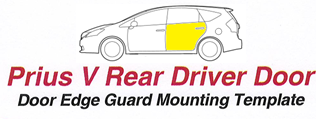 Prius V Rear Driver Door
Door Edge Guard Mounting Template